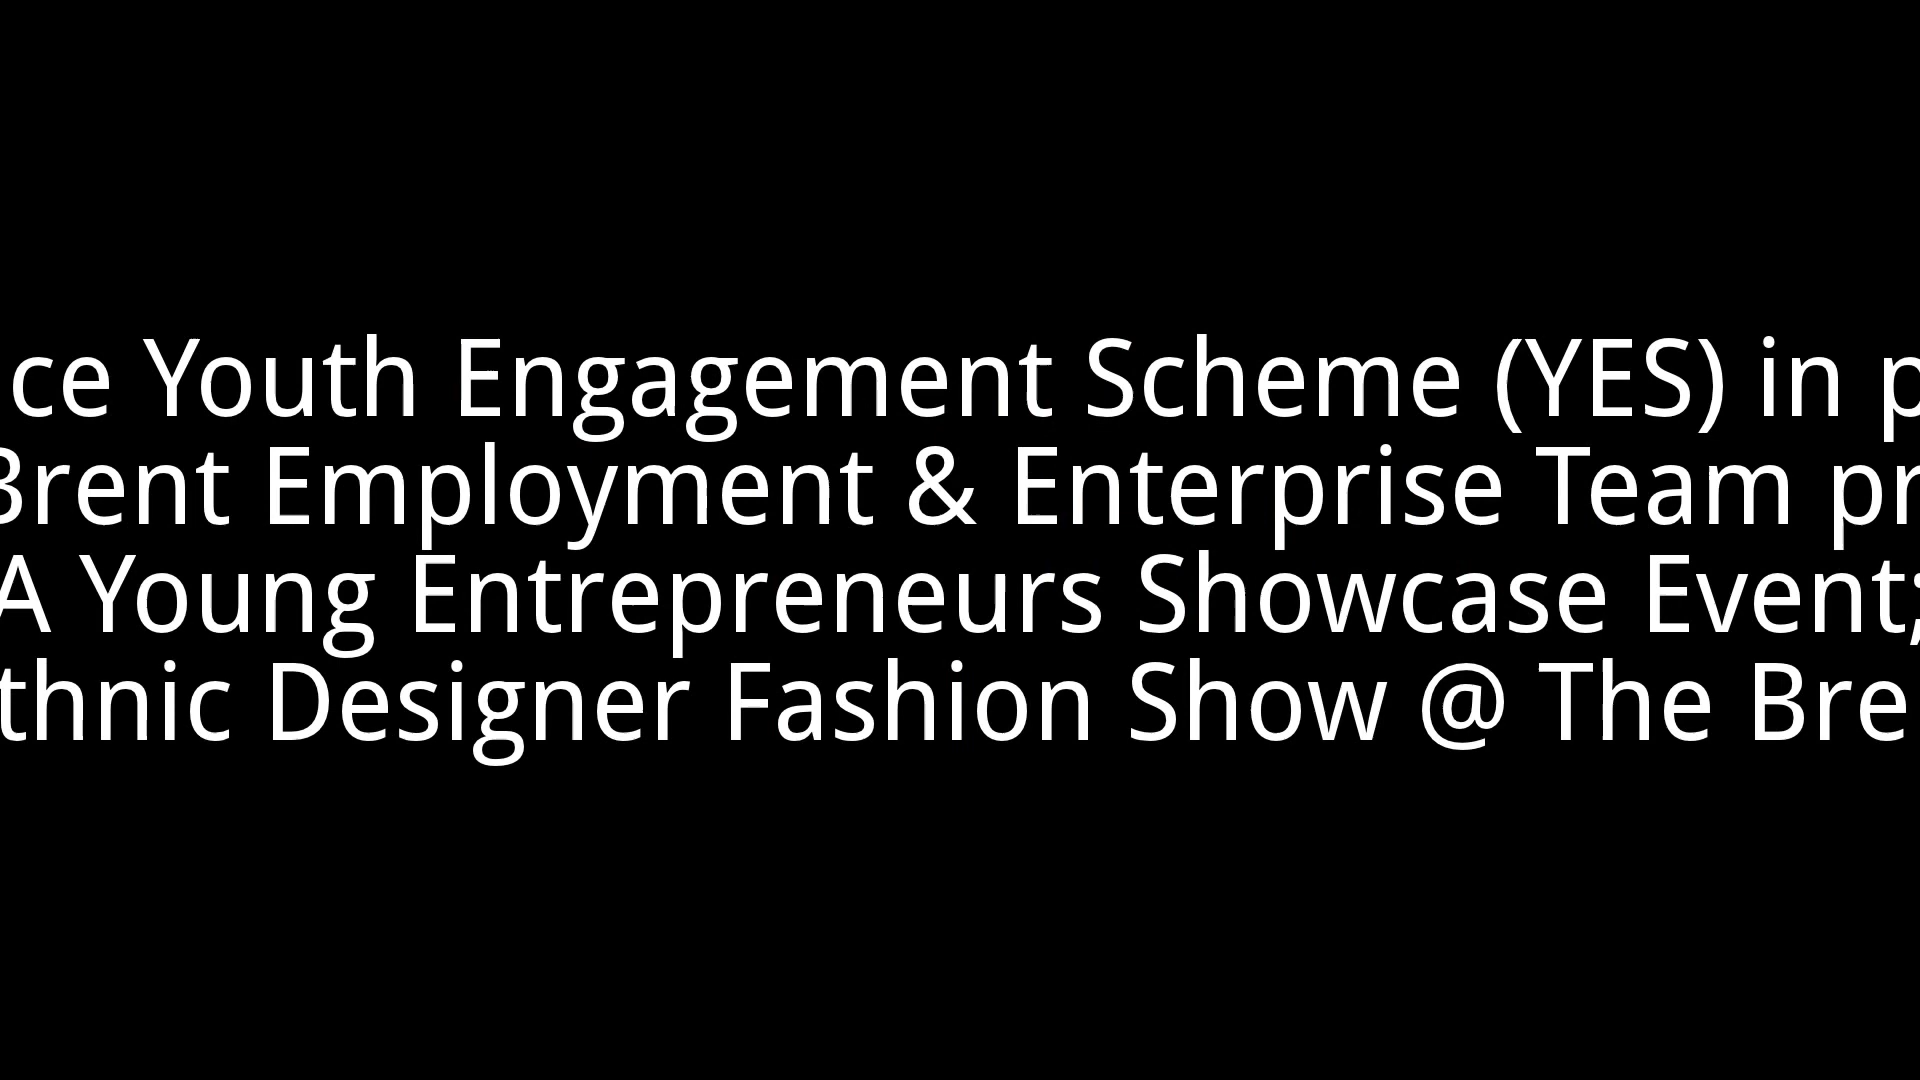 ce Youth Engagement Scheme (YES) in p
Brent Employment & Enterprise Team pr
A Young Entrepreneurs Showcase Event;
thnic Designer Fashion Show @ The Bre